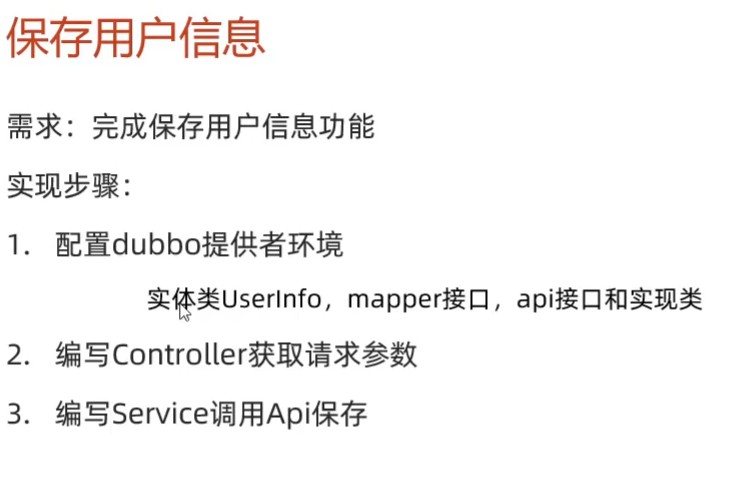 保存用户信息
需求：完成保存用户信息功能
实现步骤：
1. 配置dubbo提供者环境
实体类UserInfo，mapper接口，api接口和实现类
2. 编写Controller获取请求参数
3. 编写Service调用Api保存